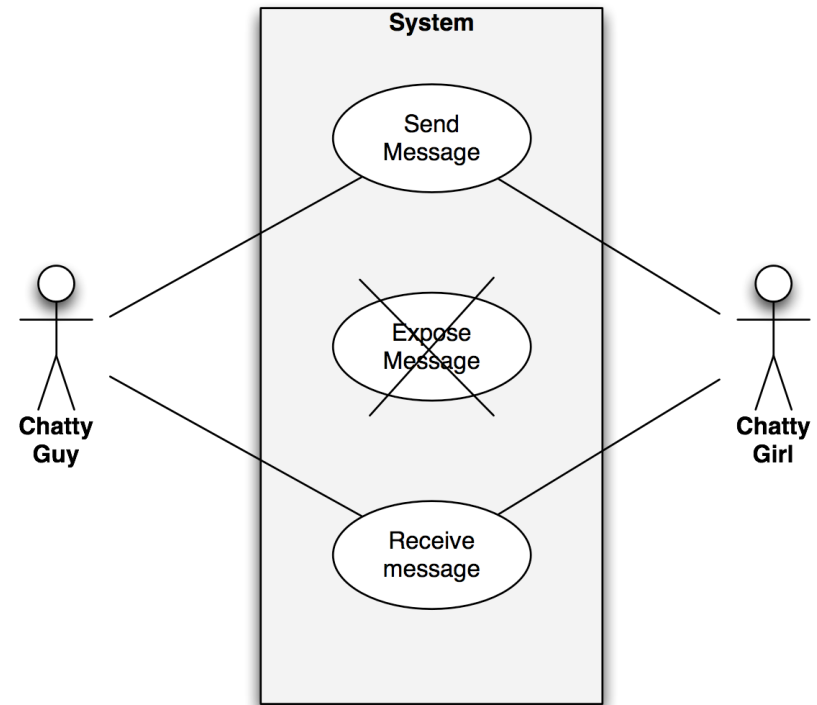 System
Send
Message
Expose
Message
Chatty
Guy
Chatty
Girl
Receive
message